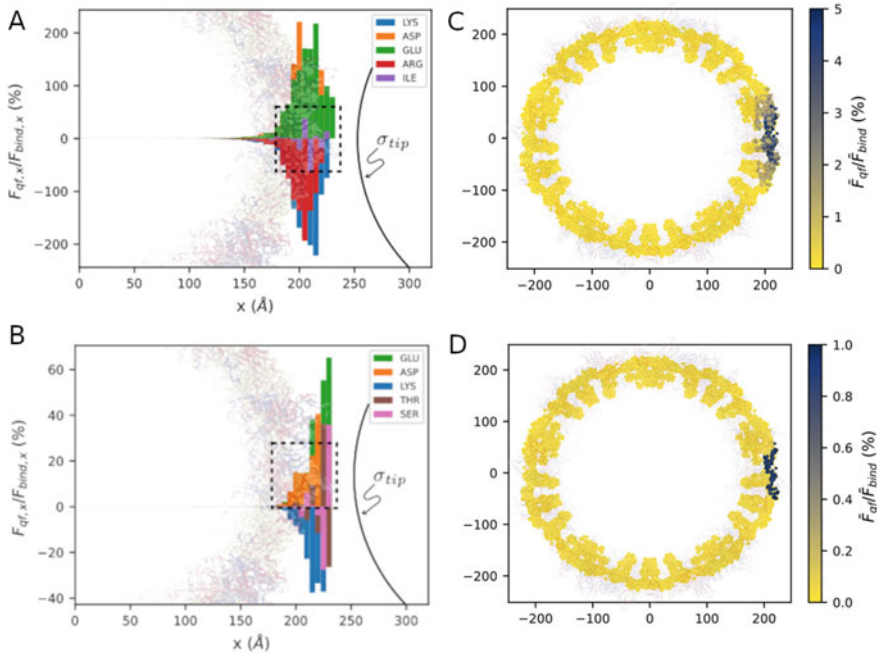 A
F_{qf,x}/F_{bind,x} (%)
200
100
0
−100
−200
LYS
ASP
GLU
ARG
ILE
σ_{tip}
0 50 100 150 200 250 300
x (Å)
C
200
100
0
−100
−200
−200 −100 0 100 200
5
4
3
2
1
0
F̄_{qf}/F̄_{bind} (%)
B
F_{qf,x}/F_{bind,x} (%)
60
40
20
0
−20
−40
GLU
ASP
LYS
THR
SER
σ_{tip}
0 50 100 150 200 250 300
x (Å)
D
200
100
0
−100
−200
−200 −100 0 100 200
1.0
0.8
0.6
0.4
0.2
0.0
F̄_{qf}/F̄_{bind} (%)